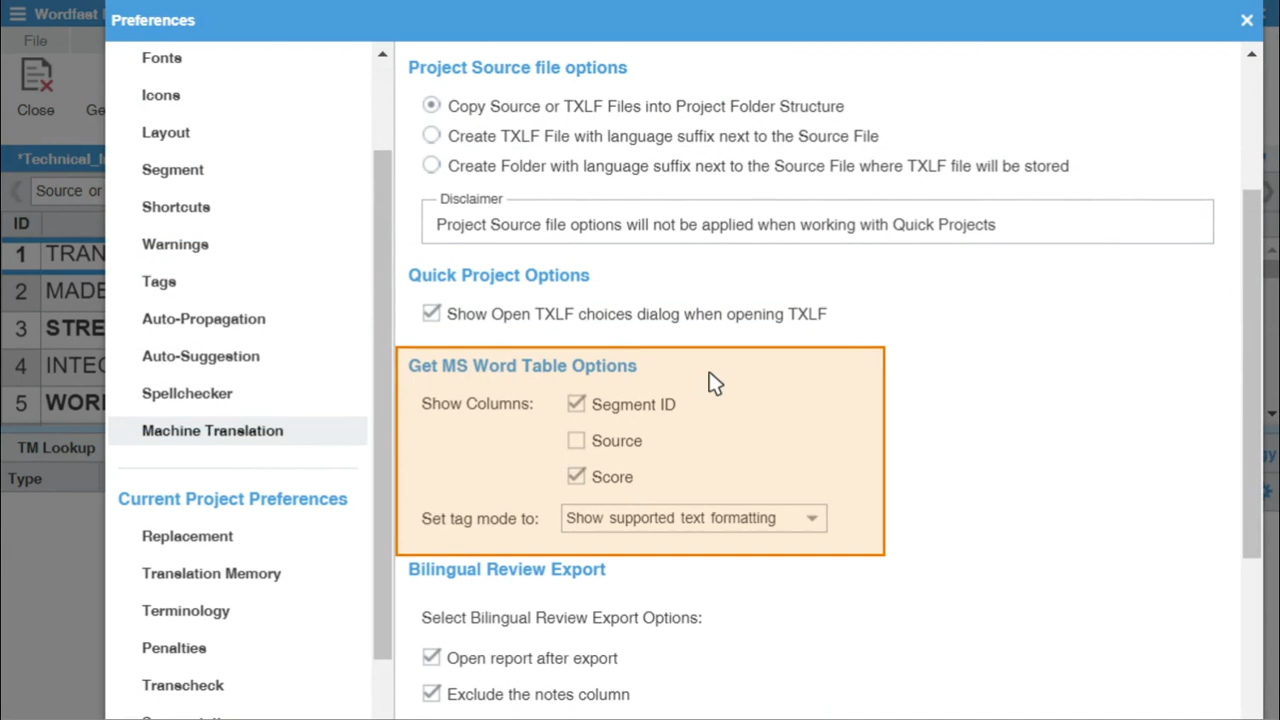 Wordfast
Preferences
File
Close
Ge
*Technical_I
Source or
ID
1 TRAN
2 MADE
3 STRE
4 INTEG
5 WOR
TM Lookup
Type
Fonts
Icons
Layout
Segment
Shortcuts
Warnings
Tags
Auto-Propagation
Auto-Suggestion
Spellchecker
Machine Translation
Current Project Preferences
Replacement
Translation Memory
Terminology
Penalties
Transcheck
Project Source file options
Copy Source or TXLF Files into Project Folder Structure
Create TXLF File with language suffix next to the Source File
Create Folder with language suffix next to the Source File where TXLF file will be stored
Disclaimer
Project Source file options will not be applied when working with Quick Projects
Quick Project Options
Show Open TXLF choices dialog when opening TXLF
Get MS Word Table Options
Show Columns: Segment ID
Source
Score
Set tag mode to: Show supported text formatting
Bilingual Review Export
Select Bilingual Review Export Options:
Open report after export
Exclude the notes column
gy